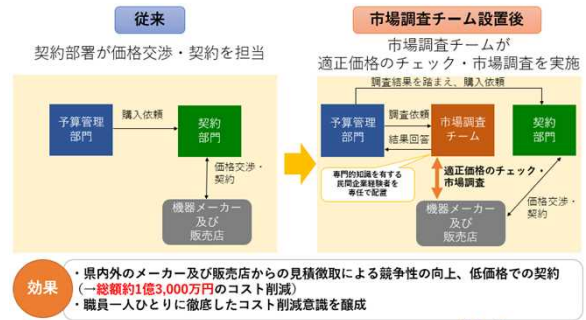 従来
契約部署が価格交渉・契約を担当
予算管理
部門
購入依頼
契約
部門
価格交渉・
契約
機器メーカー
及び
販売店
市場調査チーム設置後
市場調査チームが
適正価格のチェック・市場調査を実施
調査結果を踏まえ、購入依頼
予算管理
部門
調査依頼
結果回答
市場調査
チーム
契約
部門
専門的知識を有する
民間企業経験者を
専任で配置
適正価格のチェック・
市場調査
価格交渉・
契約
機器メーカー
及び
販売店
効果
・県内外のメーカー及び販売店からの見積徴取による競争性の向上、低価格での契約
（→総額約1億3,000万円のコスト削減）
・職員一人ひとりに徹底したコスト削減意識を醸成